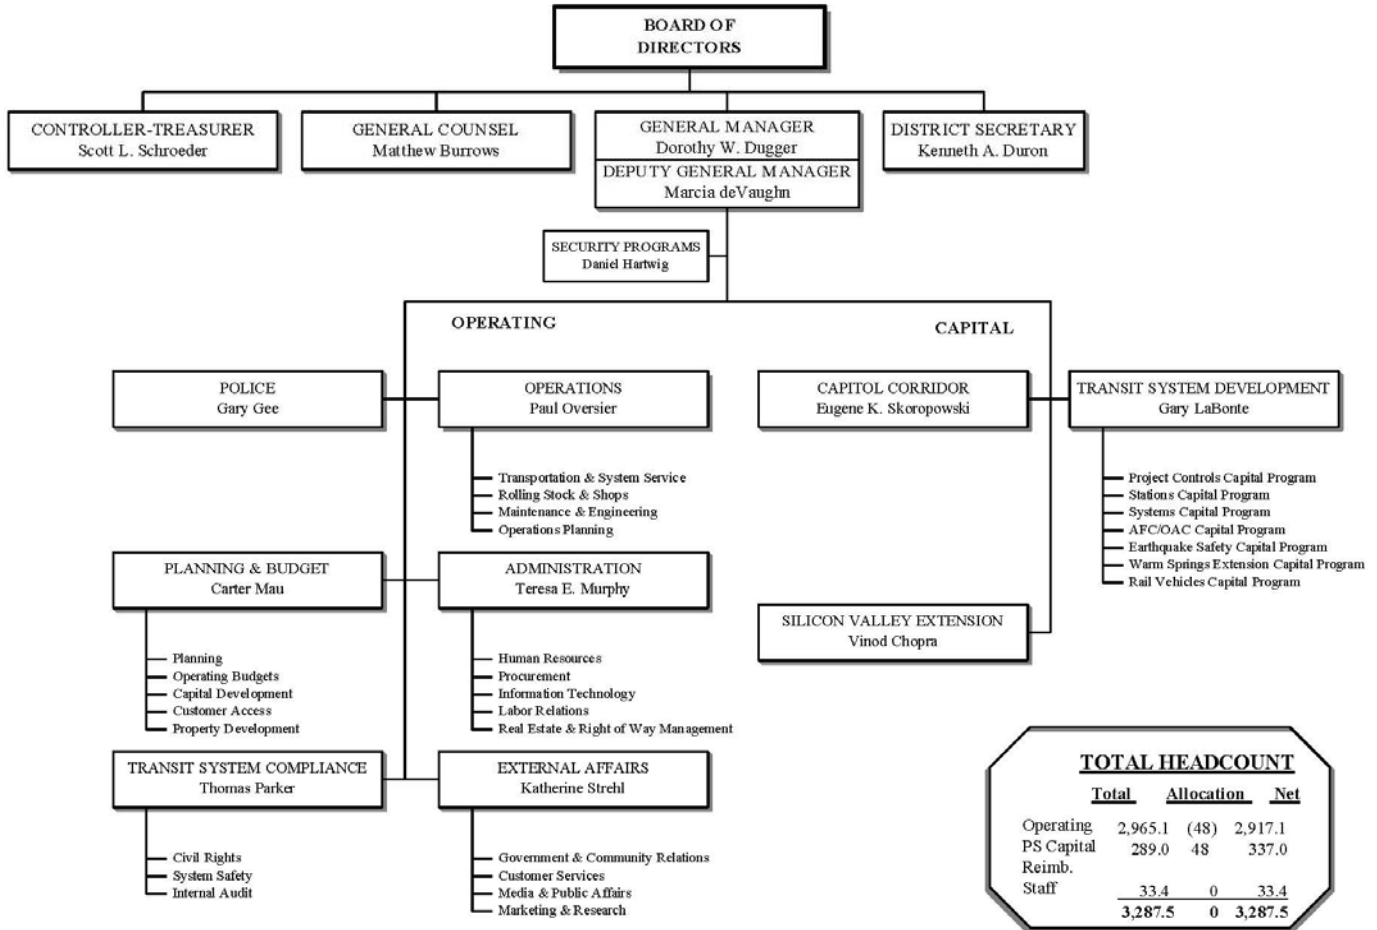 BOARD OF
DIRECTORS
CONTROLLER-TREASURER
Scott L. Schroeder
GENERAL COUNSEL
Matthew Burrows
GENERAL MANAGER
Dorothy W. Dugger
DEPUTY GENERAL MANAGER
Marcia deVaughn
DISTRICT SECRETARY
Kenneth A. Duron
SECURITY PROGRAMS
Daniel Hartwig
OPERATING
CAPITAL
POLICE
Gary Gee
OPERATIONS
Paul Oversier
Transportation & System Service
Rolling Stock & Shops
Maintenance & Engineering
Operations Planning
CAPITOL CORRIDOR
Eugene K. Skoropowski
TRANSIT SYSTEM DEVELOPMENT
Gary LaBonte
Project Controls Capital Program
Stations Capital Program
Systems Capital Program
AFC/OAC Capital Program
Earthquake Safety Capital Program
Warm Springs Extension Capital Program
Rail Vehicles Capital Program
PLANNING & BUDGET
Carter Mau
Planning
Operating Budgets
Capital Development
Customer Access
Property Development
ADMINISTRATION
Teresa E. Murphy
Human Resources
Procurement
Information Technology
Labor Relations
Real Estate & Right of Way Management
SILICON VALLEY EXTENSION
Vinod Chopra
TRANSIT SYSTEM COMPLIANCE
Thomas Parker
Civil Rights
System Safety
Internal Audit
EXTERNAL AFFAIRS
Katherine Strehl
Government & Community Relations
Customer Services
Media & Public Affairs
Marketing & Research
TOTAL HEADCOUNT
Total Allocation Net
Operating 2,965.1 (48) 2,917.1
PS Capital 289.0 48 337.0
Reimb.
Staff 33.4 0 33.4
3,287.5 0 3,287.5